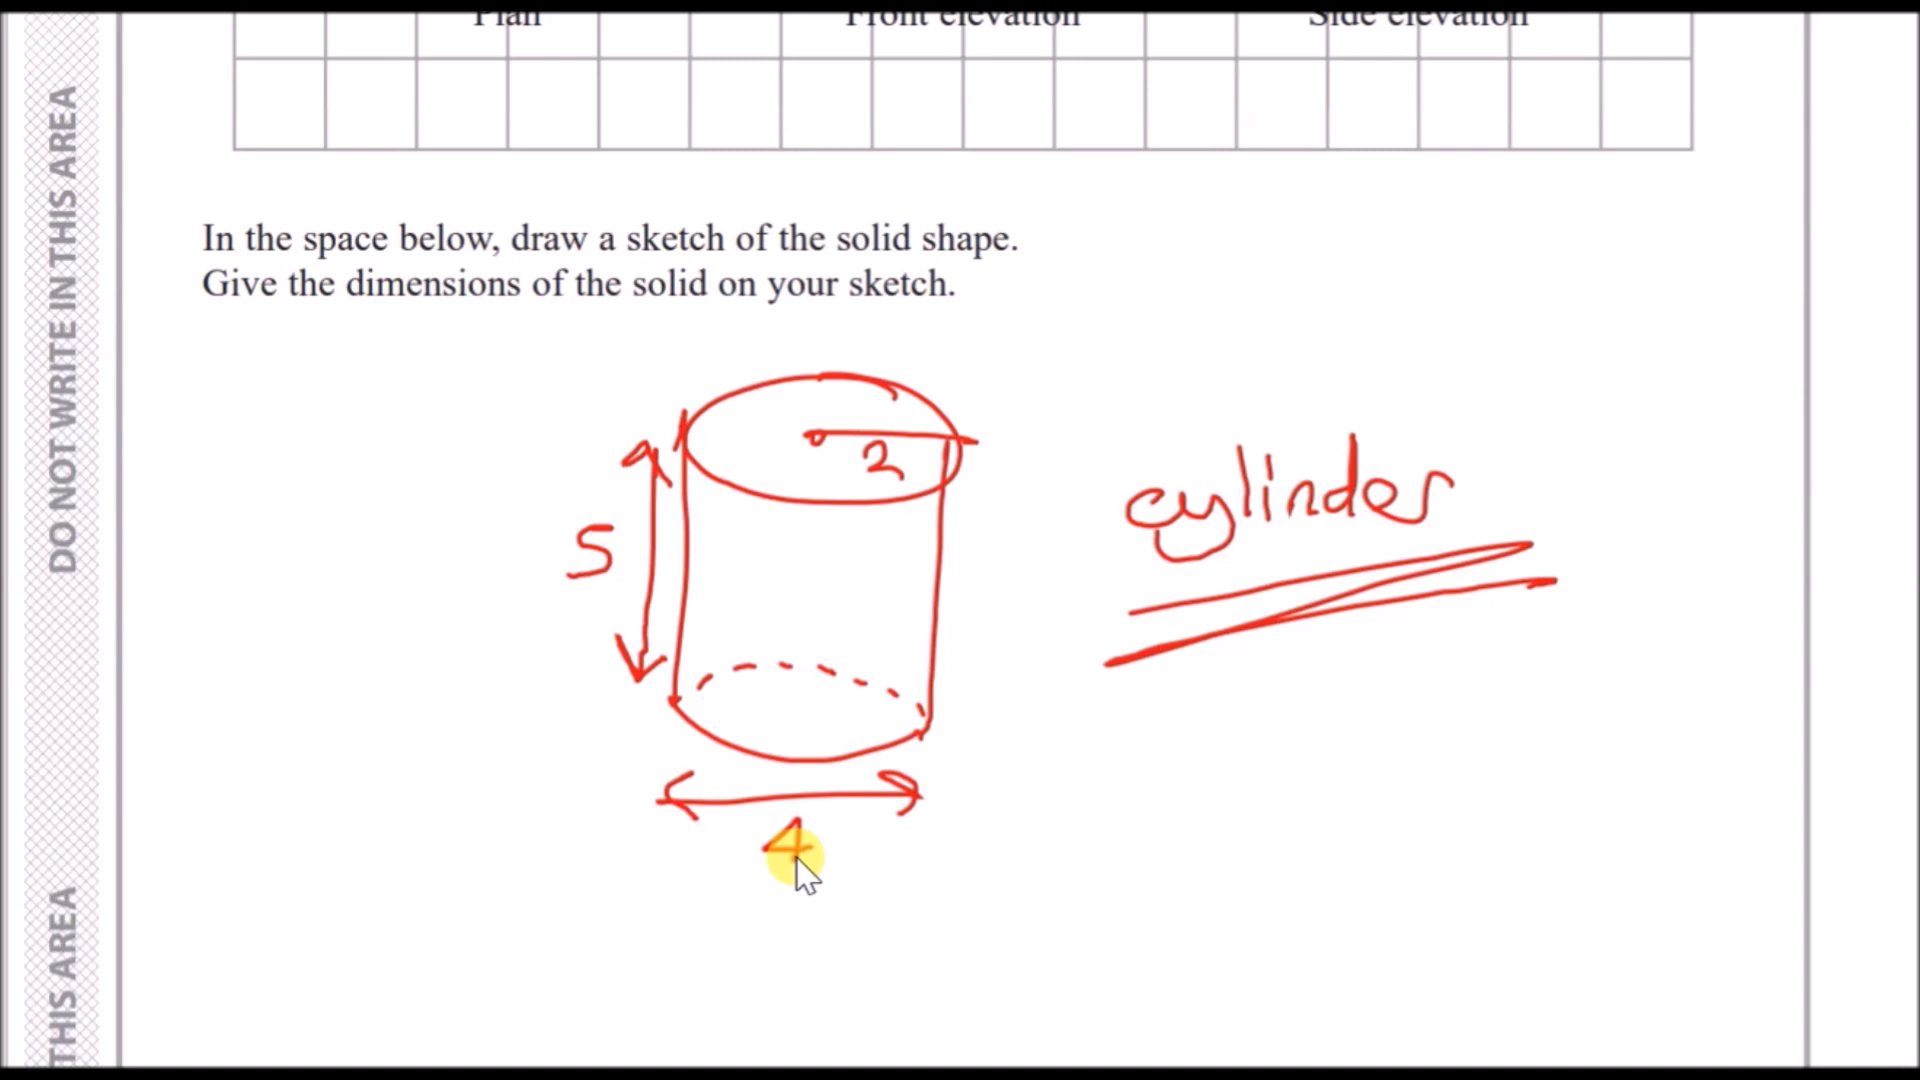 Plan Front elevation Side elevation
DO NOT WRITE IN THIS AREA
In the space below, draw a sketch of the solid shape.
Give the dimensions of the solid on your sketch.
2
5
cylinder
4
THIS AREA